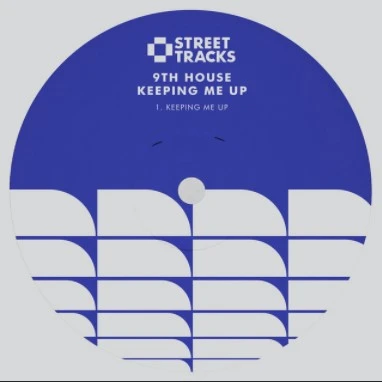 STREET
TRACKS
9TH HOUSE
KEEPING ME UP
1. KEEPING ME UP